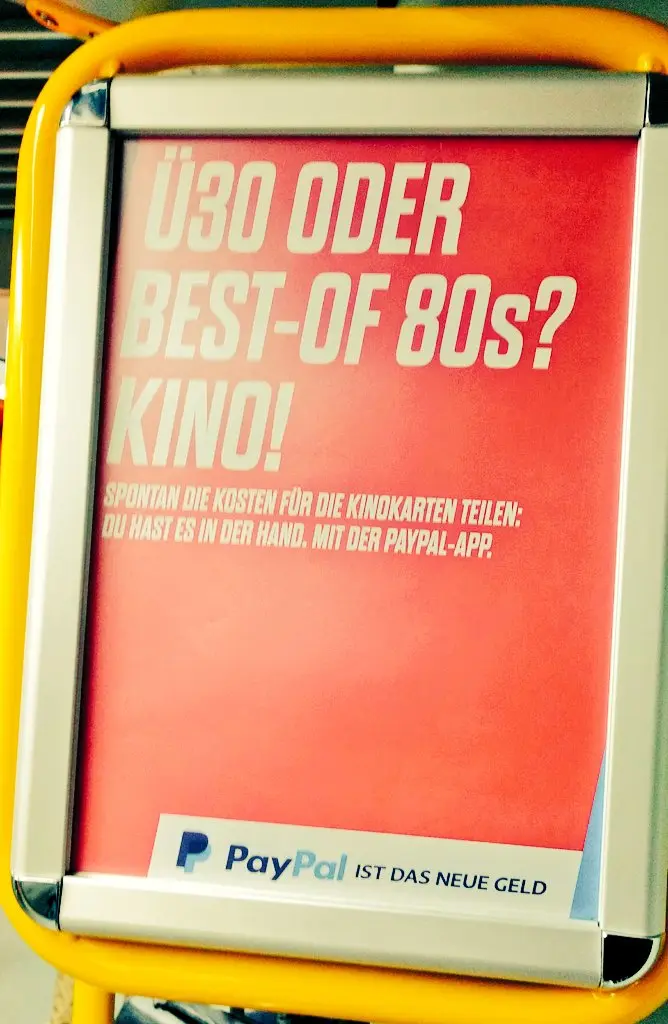 Ü30 ODER
BEST-OF 80s?
KINO!
SPONTAN DIE KOSTEN FÜR DIE KINOKARTEN TEILEN:
DU HAST ES IN DER HAND. MIT DER PAYPAL-APP.
PayPal IST DAS NEUE GELD